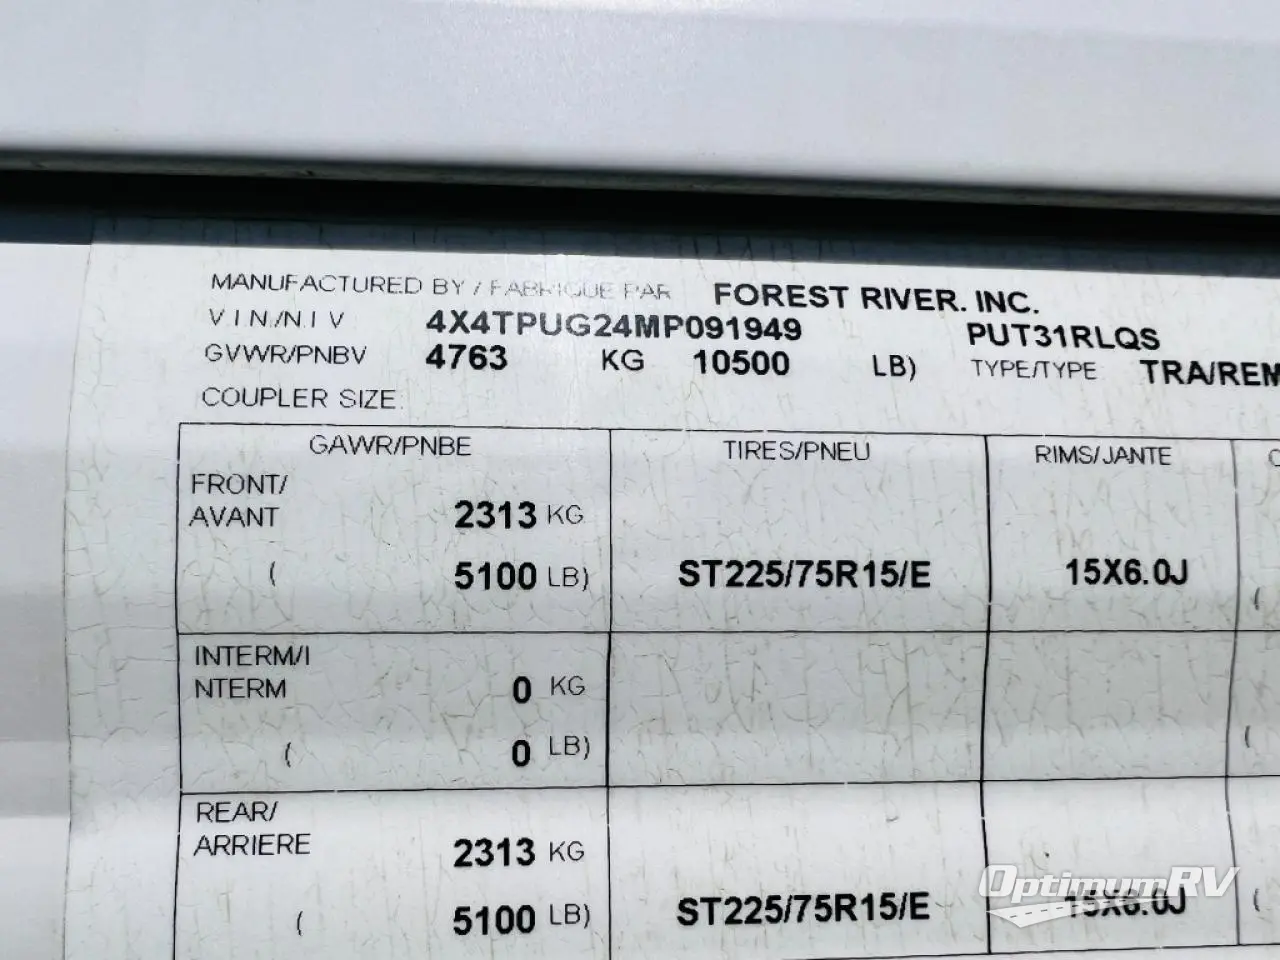 MANUFACTURED BY / FABRIQUE PAR FOREST RIVER. INC.
V.I.N./N.I V 4X4TPUG24MP091949 PUT31RLQS
GVWR/PNBV 4763 KG 10500 LB) TYPE/TYPE TRA/REM
COUPLER SIZE:
GAWR/PNBE TIRES/PNEU RIMS/JANTE
FRONT/
AVANT 2313 KG
( 5100 LB) ST225/75R15/E 15X6.0J (
INTERM/I
NTERM 0 KG
( 0 LB) (
REAR/
ARRIERE 2313 KG
( 5100 LB) ST225/75R15/E 15X6.0J (
OptimumRV